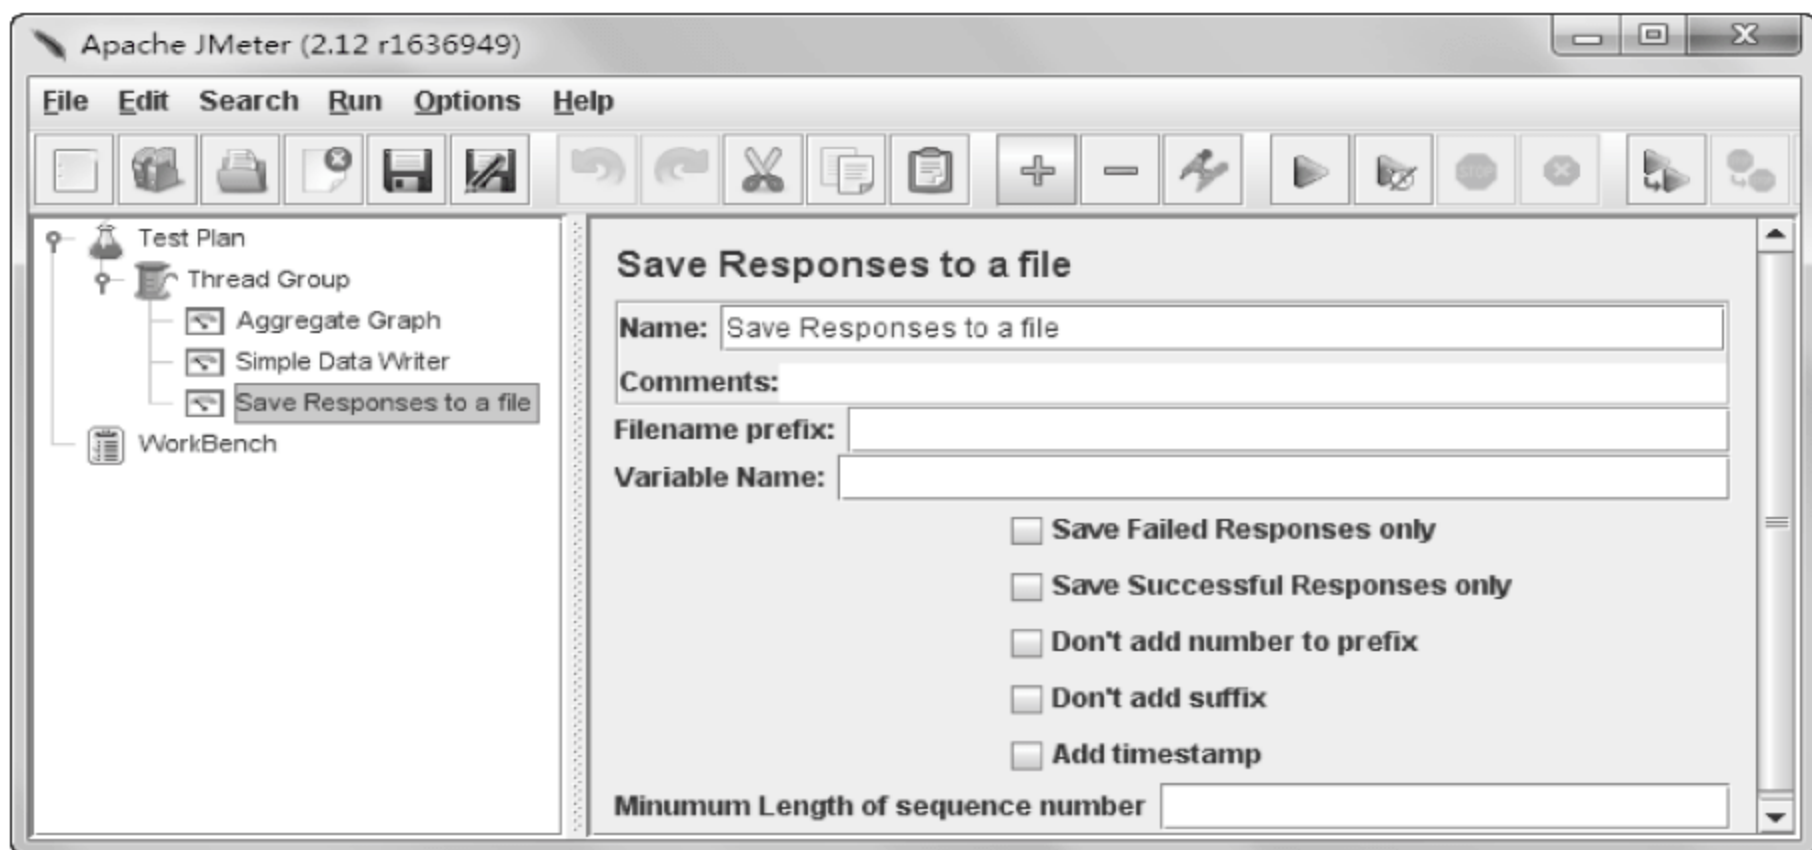 Apache JMeter (2.12 r1636949)
File Edit Search Run Options Help
STOP
Test Plan
Thread Group
Aggregate Graph
Simple Data Writer
Save Responses to a file
WorkBench
Save Responses to a file
Name: Save Responses to a file
Comments:
Filename prefix:
Variable Name:
Save Failed Responses only
Save Successful Responses only
Don't add number to prefix
Don't add suffix
Add timestamp
Minumum Length of sequence number